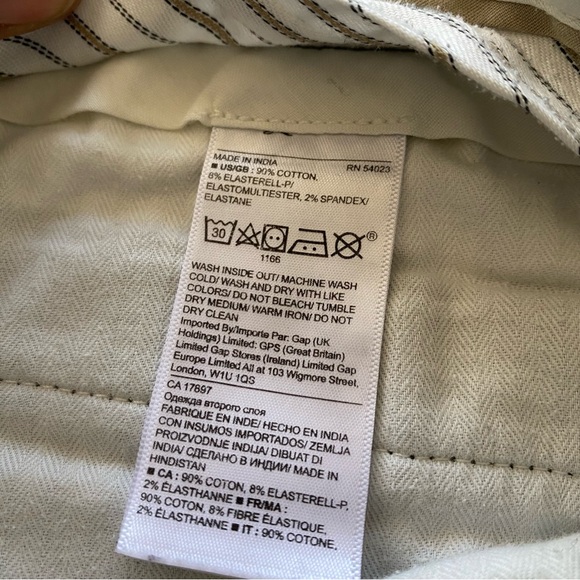 MADE IN INDIA RN 54023
■ US/GB : 90% COTTON,
8% ELASTERELL-P/
ELASTOMULTIESTER, 2% SPANDEX/
ELASTANE
30 ®
1166
WASH INSIDE OUT/ MACHINE WASH
COLD/ WASH AND DRY WITH LIKE
COLORS/ DO NOT BLEACH/ TUMBLE
DRY MEDIUM/ WARM IRON/ DO NOT
DRY CLEAN
Imported By/Importe Par: Gap (UK
Holdings) Limited: GPS (Great Britain)
Limited Gap Stores (Ireland) Limited Gap
Europe Limited All at 103 Wigmore Street,
London, W1U 1QS
CA 17897
Одежда второго слоя
FABRIQUE EN INDE/ HECHO EN INDIA
CON INSUMOS IMPORTADOS/ ZEMLJA
PROIZVODNJE INDIJA/ DIBUAT DI
INDIA/ СДЕЛАНО В ИНДИИ/ MADE IN
HINDISTAN
■ CA : 90% COTTON, 8% ELASTERELL-P,
2% ÉLASTHANNE ■ FR/MA :
90% COTON, 8% FIBRE ÉLASTIQUE,
2% ÉLASTHANNE ■ IT : 90% COTONE,